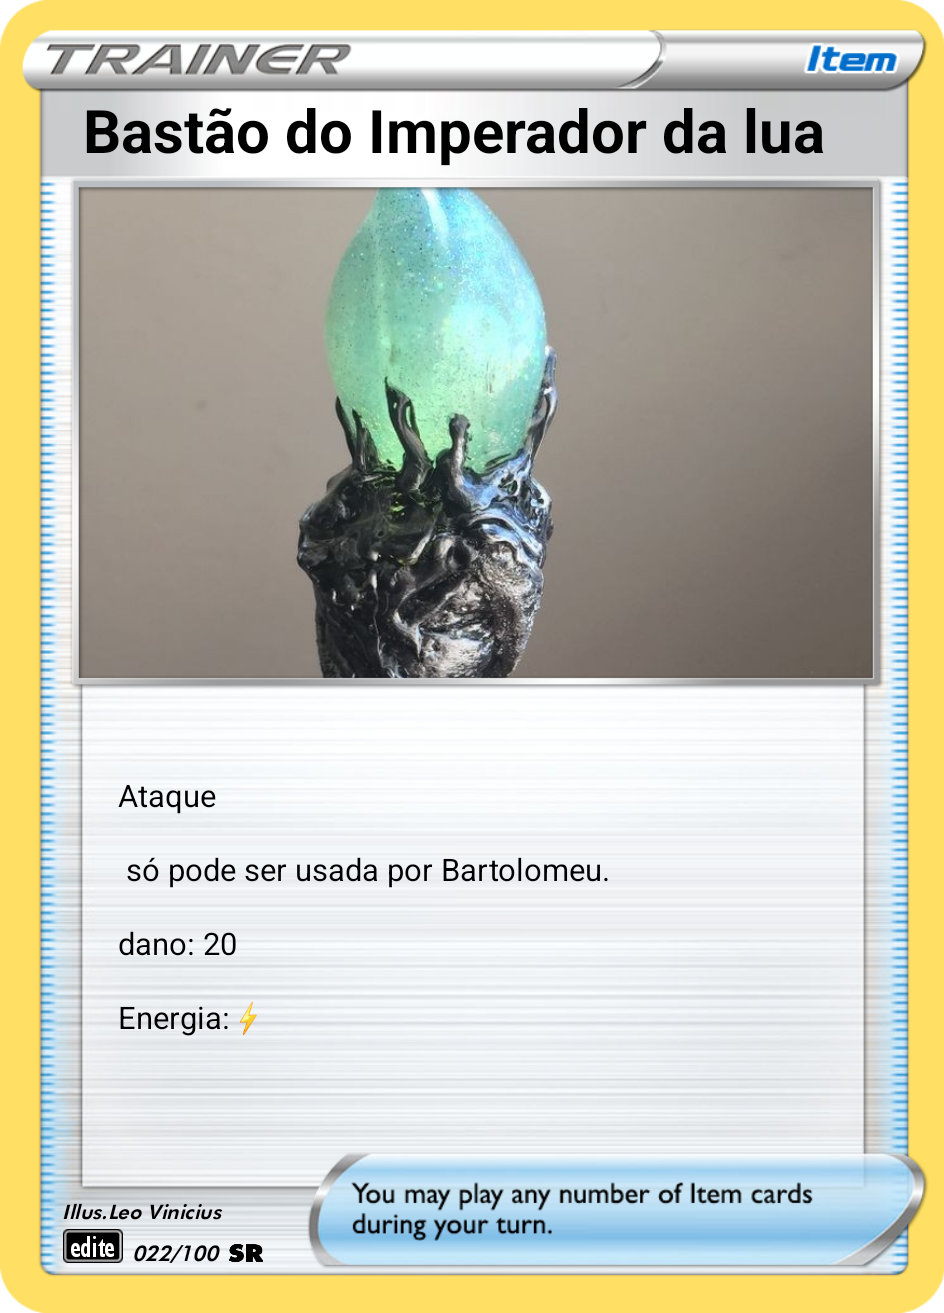 TRAINER
Item
Bastão do Imperador da lua
Ataque
só pode ser usada por Bartolomeu.
dano: 20
Energia: ⚡
You may play any number of Item cards
during your turn.
Illus.Leo Vinicius
edite 022/100 SR